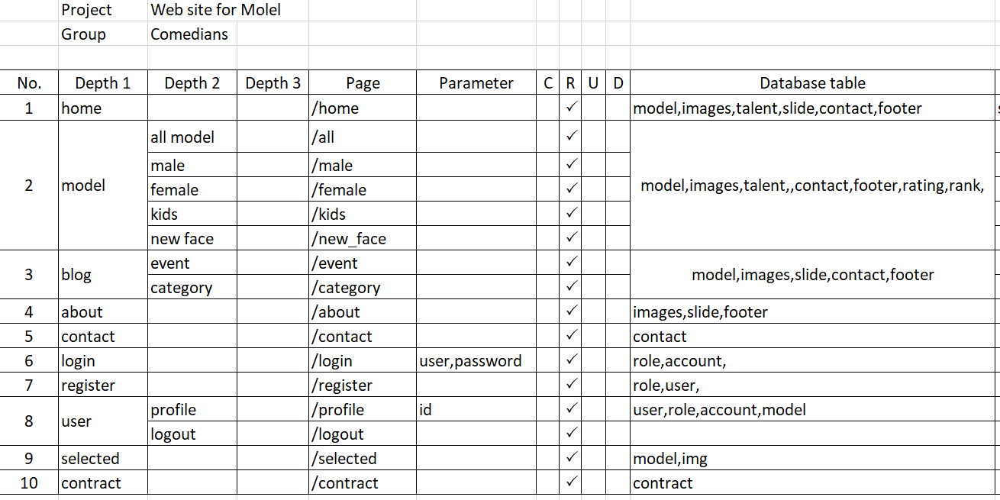 Project Web site for Molel
Group Comedians
No. Depth 1 Depth 2 Depth 3 Page Parameter C R U D Database table
1 home /home ✓ model,images,talent,slide,contact,footer
2 model all model /all ✓ model,images,talent,,contact,footer,rating,rank,
male /male ✓
female /female ✓
kids /kids ✓
new face /new_face ✓
3 blog event /event ✓ model,images,slide,contact,footer
category /category ✓
4 about /about ✓ images,slide,footer
5 contact /contact ✓ contact
6 login /login user,password ✓ role,account,
7 register /register ✓ role,user,
8 user profile /profile id ✓ user,role,account,model
logout /logout ✓
9 selected /selected ✓ model,img
10 contract /contract ✓ contract